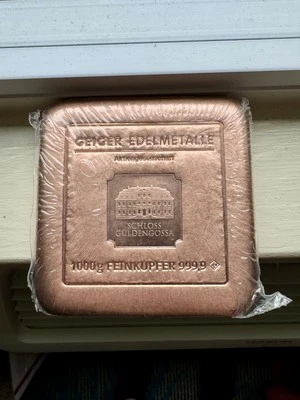 GEIGER EDELMETALLE
AKTIENGESELLSCHAFT
SCHLOSS
GÜLDENGOSSA
1000g FEINKUPFER 999,9